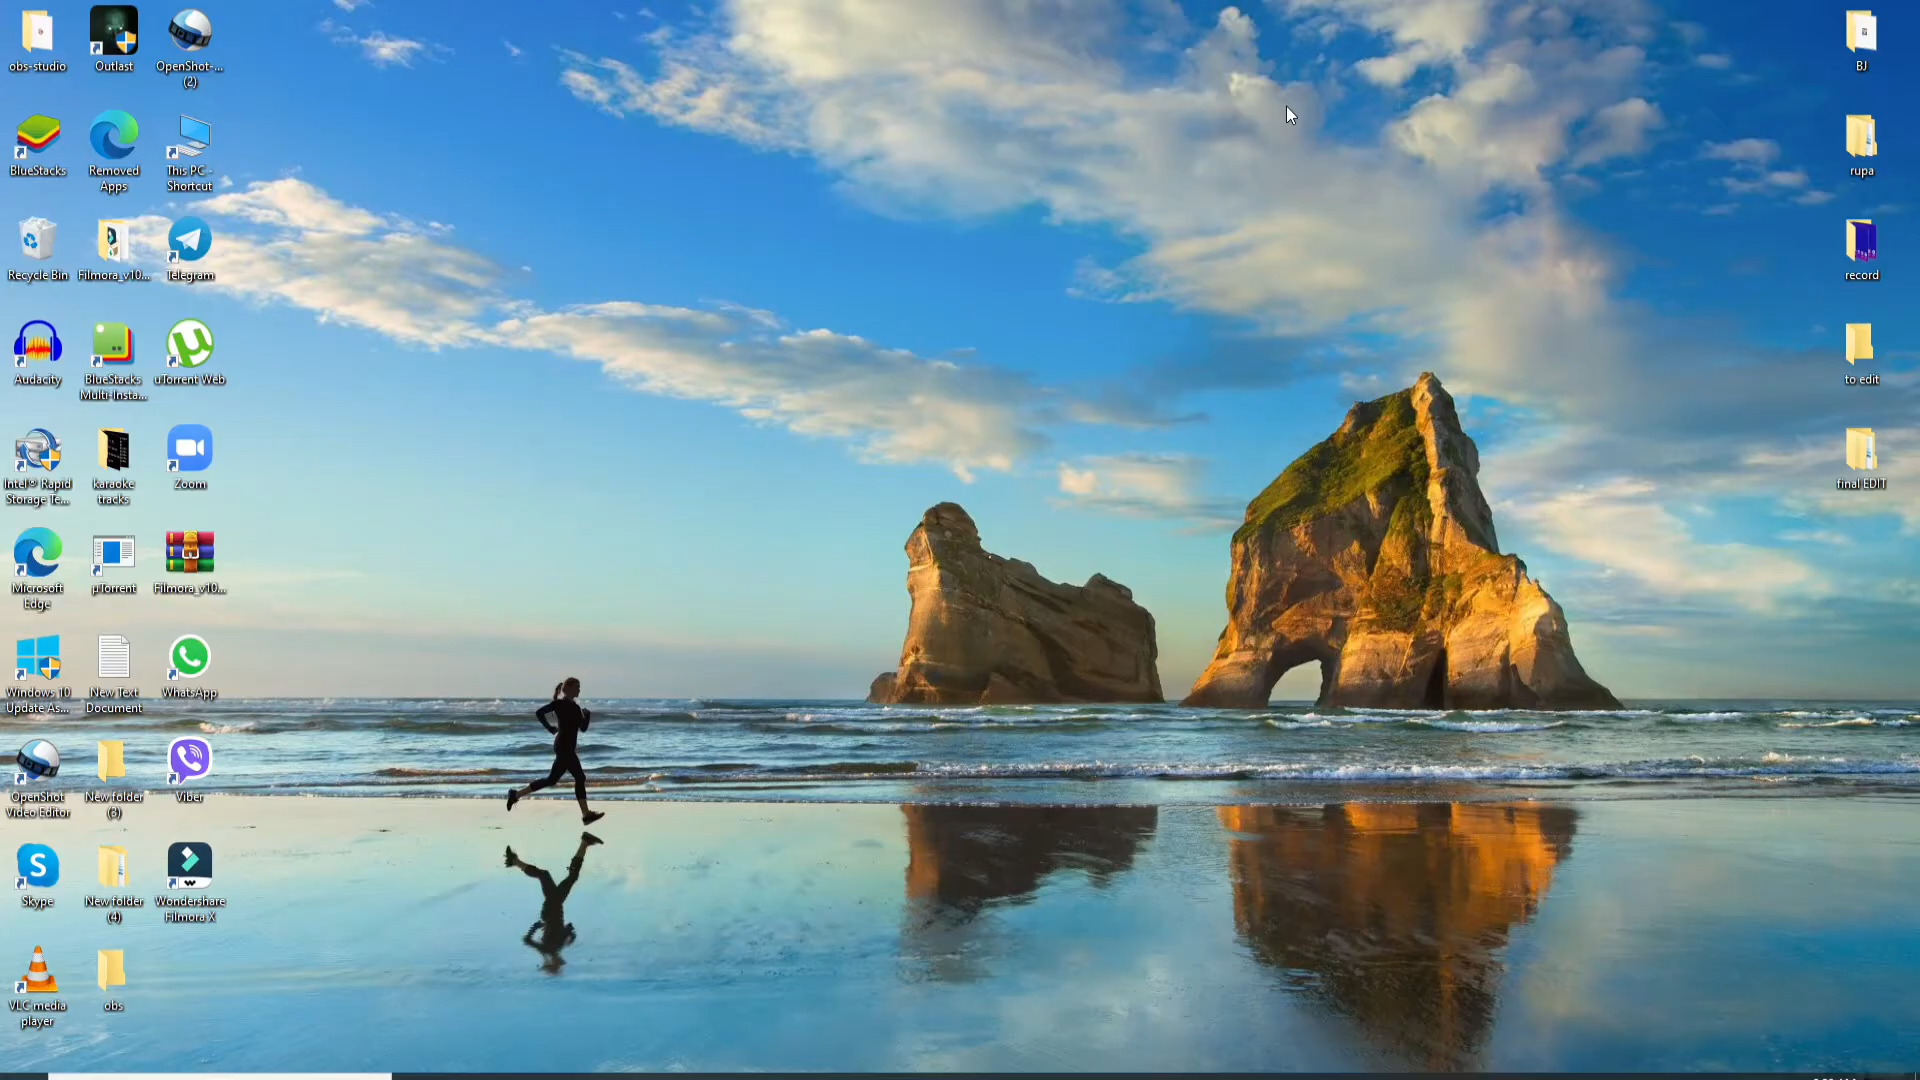 obs-studio
Outlast
OpenShot-...
(2)
BJ
BlueStacks
Removed
Apps
This PC -
Shortcut
rupa
Recycle Bin
Filmora_v10...
Telegram
record
Audacity
BlueStacks
Multi-Insta...
uTorrent Web
to edit
Intel® Rapid
Storage Te...
karaoke
tracks
Zoom
final EDIT
Microsoft
Edge
µTorrent
Filmora_v10...
Windows 10
Update As...
New Text
Document
WhatsApp
OpenShot
Video Editor
New folder
(3)
Viber
Skype
New folder
(4)
Wondershare
Filmora X
VLC media
player
obs